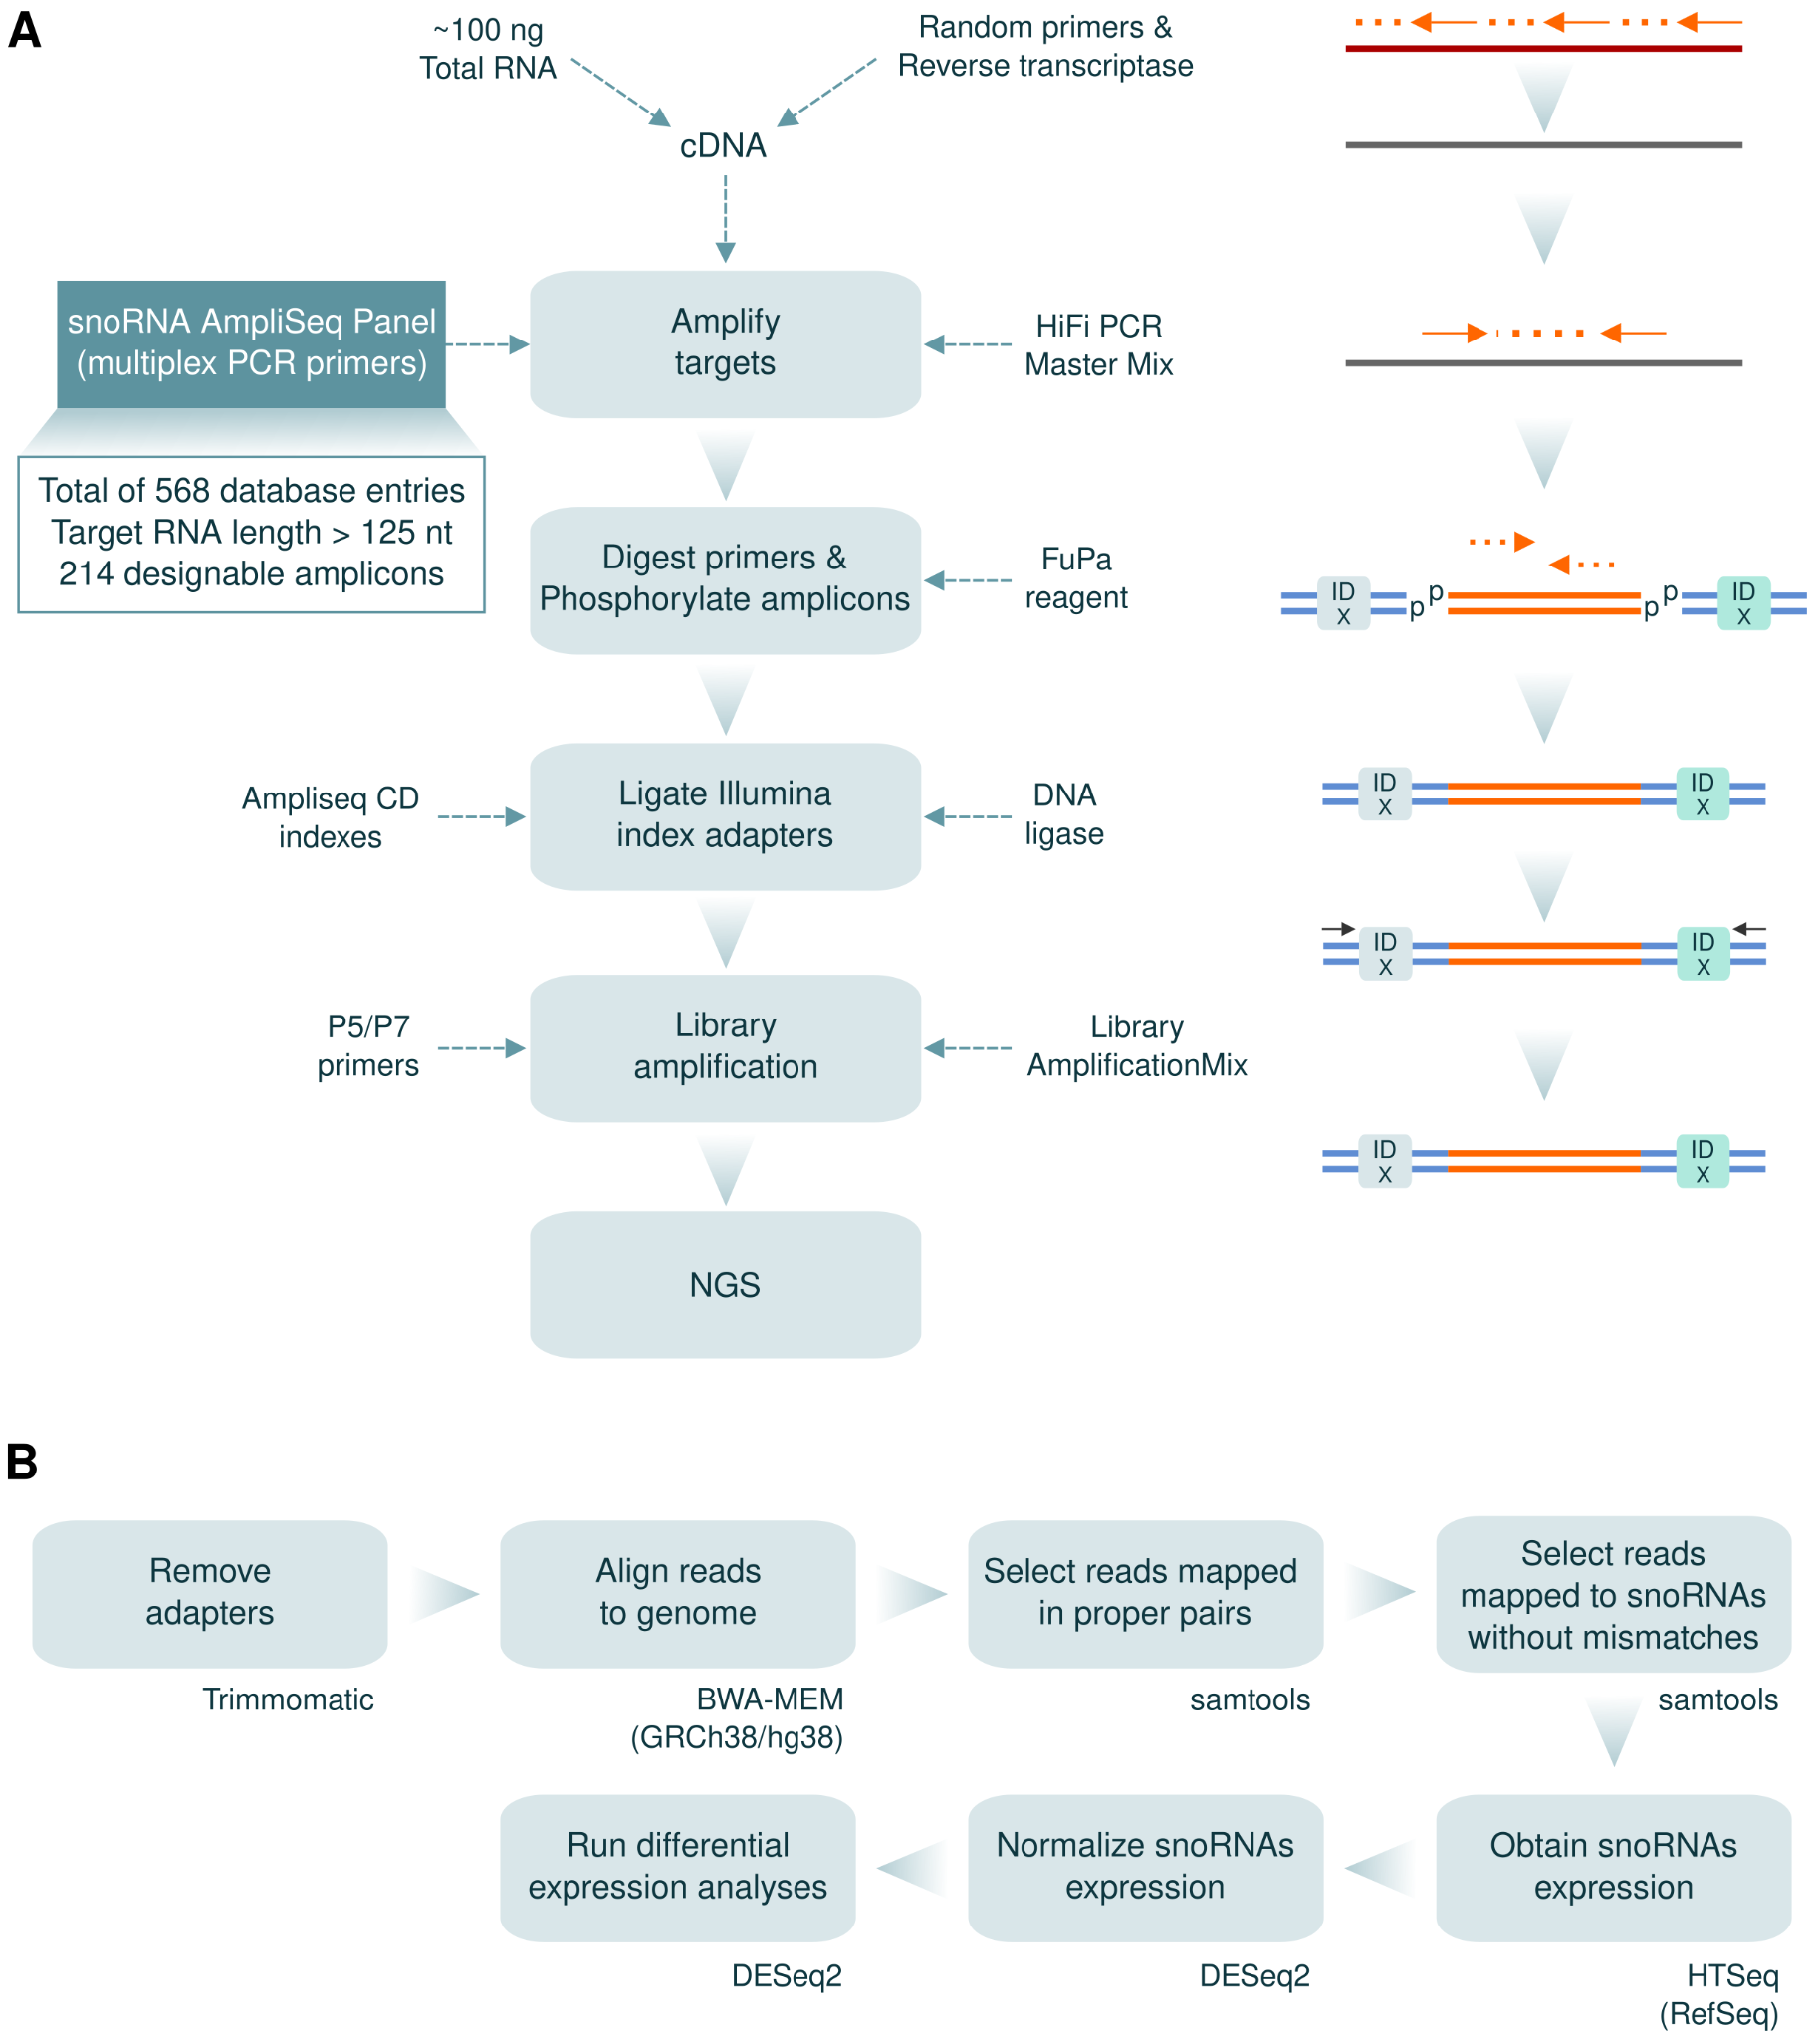 A
~100 ng
Total RNA
Random primers &
Reverse transcriptase
cDNA
snoRNA AmpliSeq Panel
(multiplex PCR primers)
Amplify
targets
HiFi PCR
Master Mix
Total of 568 database entries
Target RNA length > 125 nt
214 designable amplicons
Digest primers &
Phosphorylate amplicons
FuPa
reagent
ID
X
p
p
p
p
ID
X
Ampliseq CD
indexes
Ligate Illumina
index adapters
DNA
ligase
ID
X
ID
X
P5/P7
primers
Library
amplification
Library
AmplificationMix
ID
X
ID
X
ID
X
ID
X
NGS
B
Remove
adapters
Trimmomatic
Align reads
to genome
BWA-MEM
(GRCh38/hg38)
Select reads mapped
in proper pairs
samtools
Select reads
mapped to snoRNAs
without mismatches
samtools
Obtain snoRNAs
expression
HTSeq
(RefSeq)
Normalize snoRNAs
expression
DESeq2
Run differential
expression analyses
DESeq2